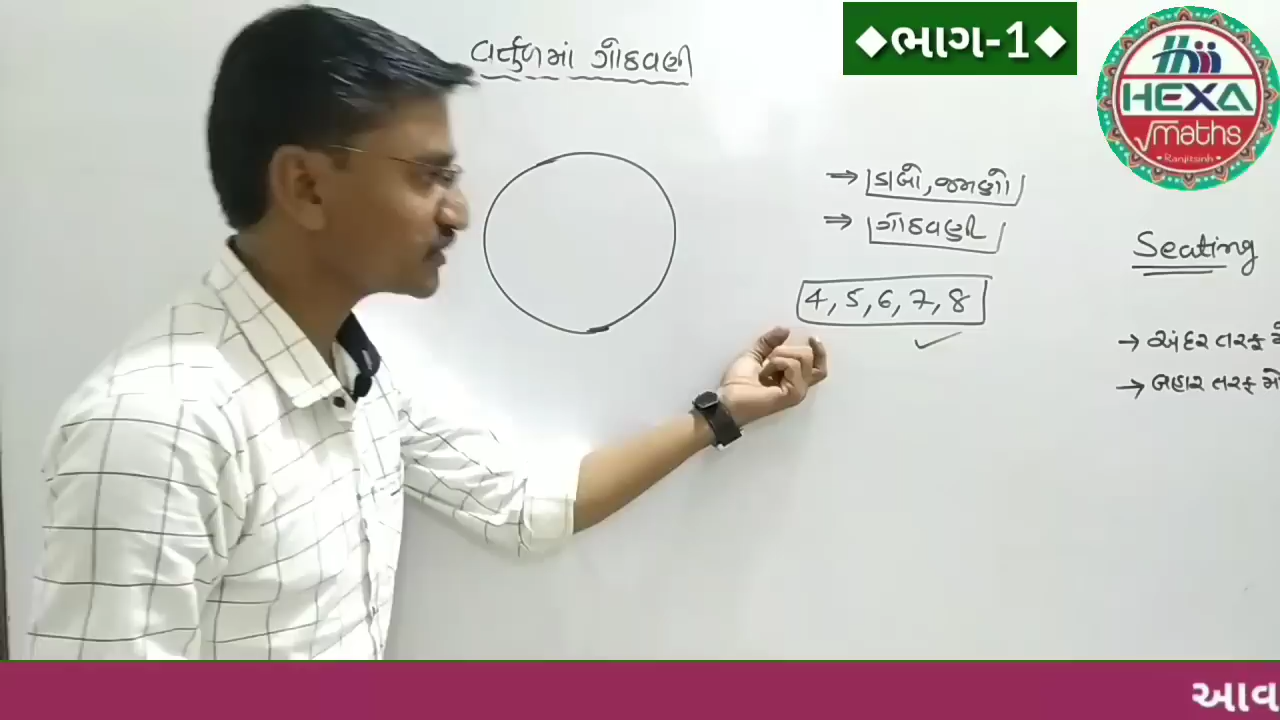 વર્તુળમાં ગોઠવણી
◆ભાગ-1◆
HEXA
√maths
Ranjitsinh
⇒ ડાબો, જમણો
⇒ ગોઠવણી
4, 5, 6, 7, 8
Seating
→ અંદર તરફ
→ બહાર તરફ
આવ